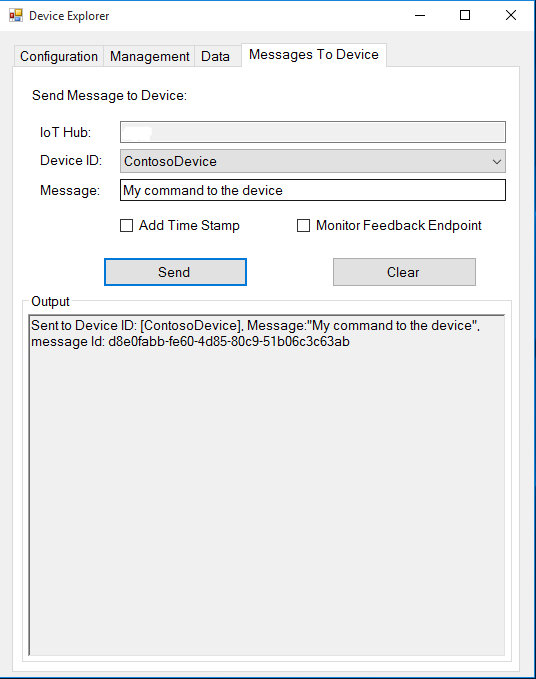 Device Explorer
Configuration Management Data Messages To Device
Send Message to Device:
IoT Hub:
Device ID: ContosoDevice
Message: My command to the device
Add Time Stamp Monitor Feedback Endpoint
Send Clear
Output
Sent to Device ID: [ContosoDevice], Message:"My command to the device",
message Id: d8e0fabb-fe60-4d85-80c9-51b06c3c63ab